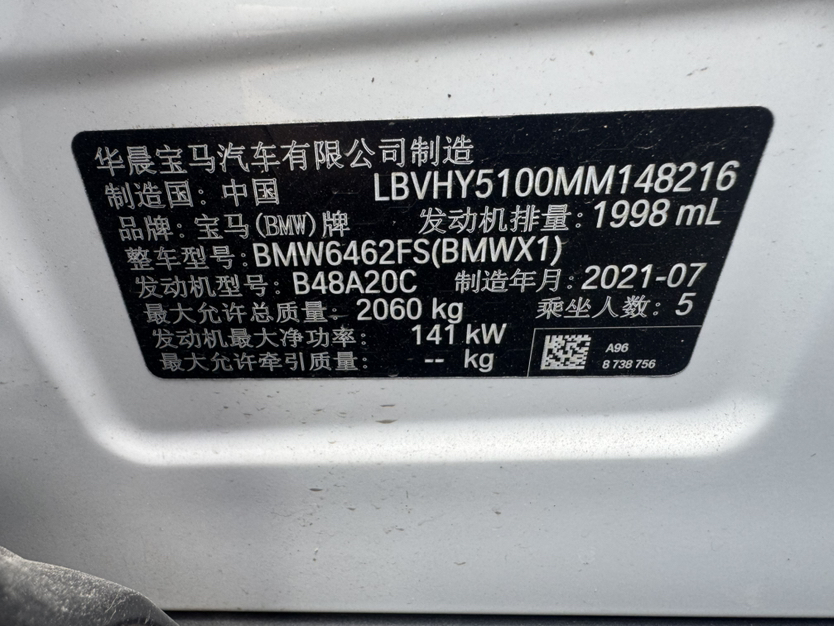 华晨宝马汽车有限公司制造
制造国：中国 LBVHY5100MM148216
品牌：宝马(BMW)牌 发动机排量：1998 mL
整车型号：BMW6462FS(BMWX1)
发动机型号：B48A20C 制造年月：2021-07
最大允许总质量：2060 kg 乘坐人数：5
发动机最大净功率：141 kW
最大允许牵引质量：-- kg
A96
8 738 756